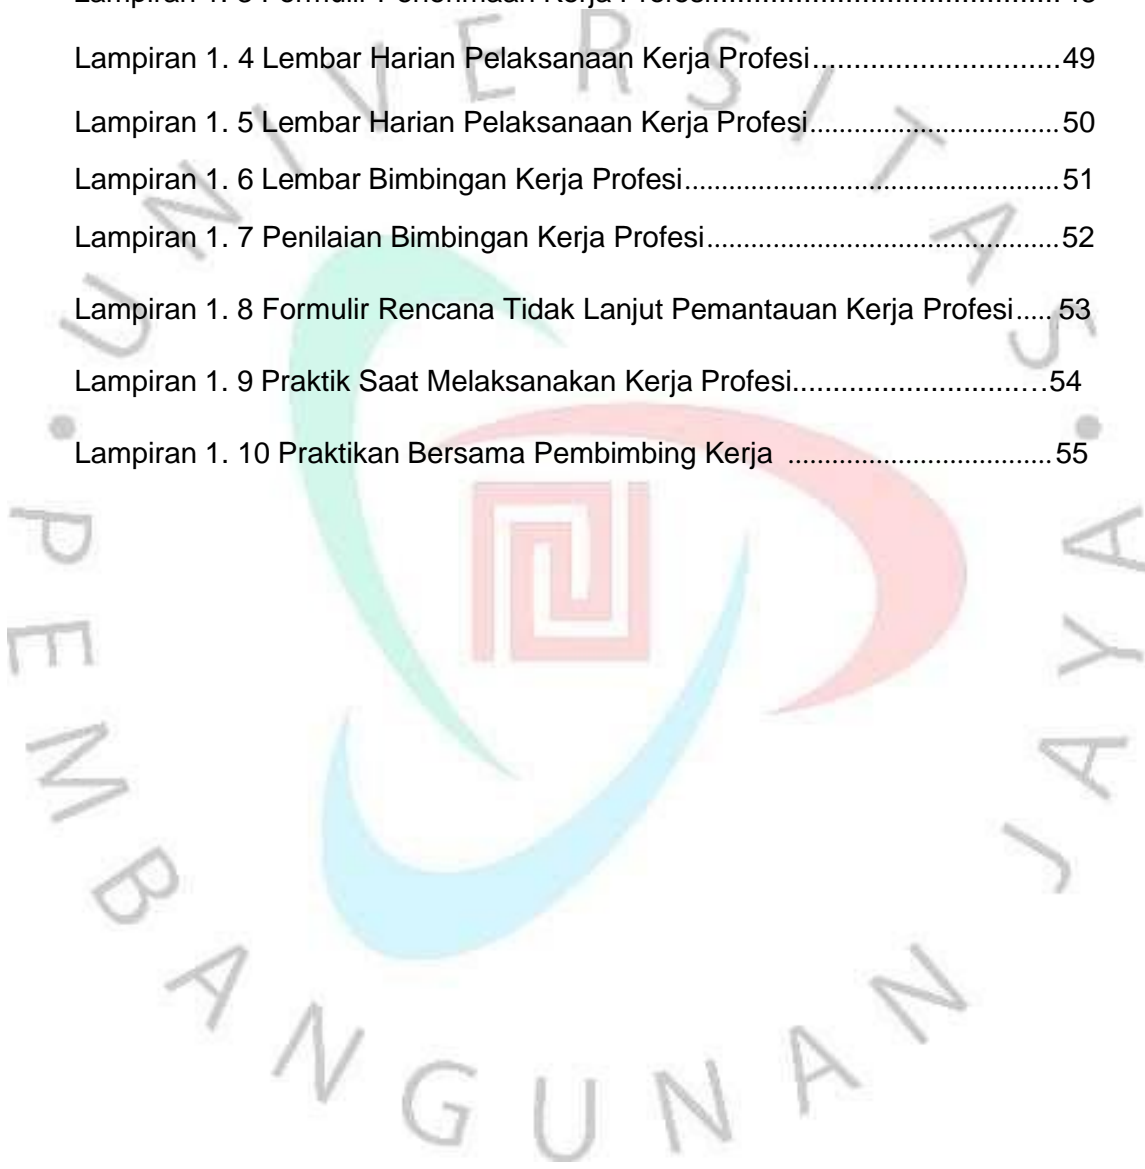 Lampiran 1. 4 Lembar Harian Pelaksanaan Kerja Profesi..............................49
Lampiran 1. 5 Lembar Harian Pelaksanaan Kerja Profesi..................................50
Lampiran 1. 6 Lembar Bimbingan Kerja Profesi...................................................51
Lampiran 1. 7 Penilaian Bimbingan Kerja Profesi................................................52
Lampiran 1. 8 Formulir Rencana Tidak Lanjut Pemantauan Kerja Profesi.....53
Lampiran 1. 9 Praktik Saat Melaksanakan Kerja Profesi..............................54
Lampiran 1. 10 Praktikan Bersama Pembimbing Kerja ....................................55
UNIVERSITAS
PEMBANGUNAN JAYA